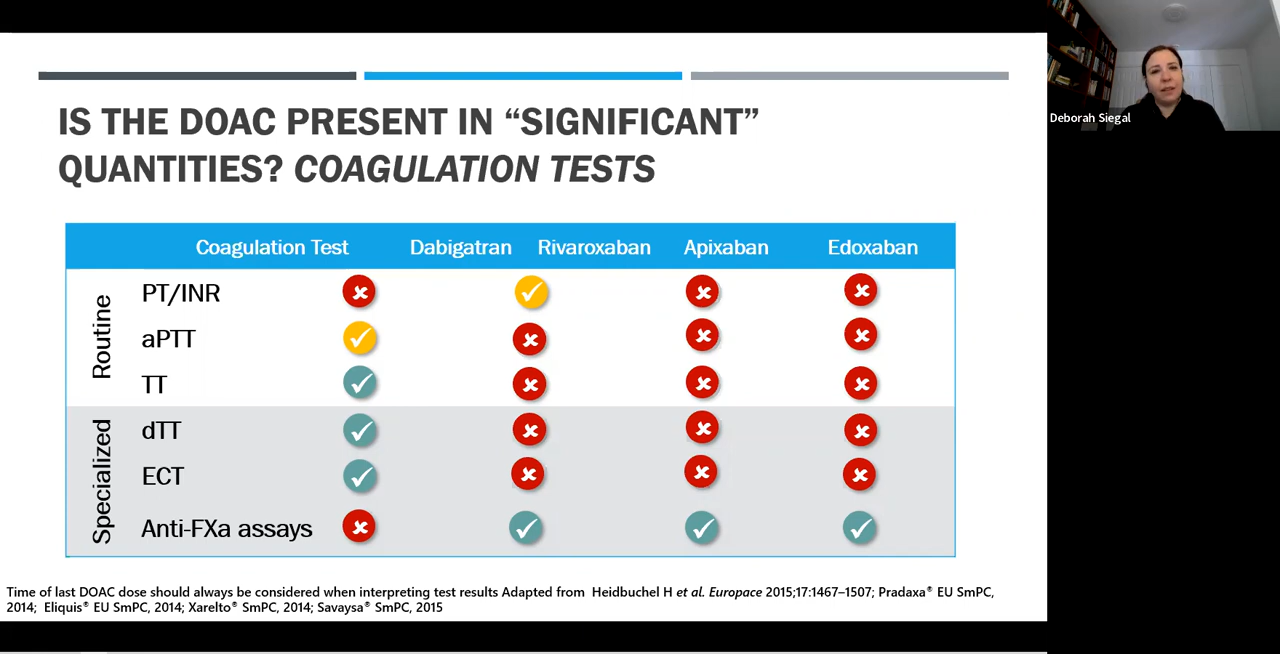 IS THE DOAC PRESENT IN “SIGNIFICANT”
QUANTITIES? COAGULATION TESTS
Deborah Siegal
Coagulation Test Dabigatran Rivaroxaban Apixaban Edoxaban
Routine
PT/INR
aPTT
TT
Specialized
dTT
ECT
Anti-FXa assays
Time of last DOAC dose should always be considered when interpreting test results Adapted from Heidbuchel H et al. Europace 2015;17:1467–1507; Pradaxa® EU SmPC,
2014; Eliquis® EU SmPC, 2014; Xarelto® SmPC, 2014; Savaysa® SmPC, 2015